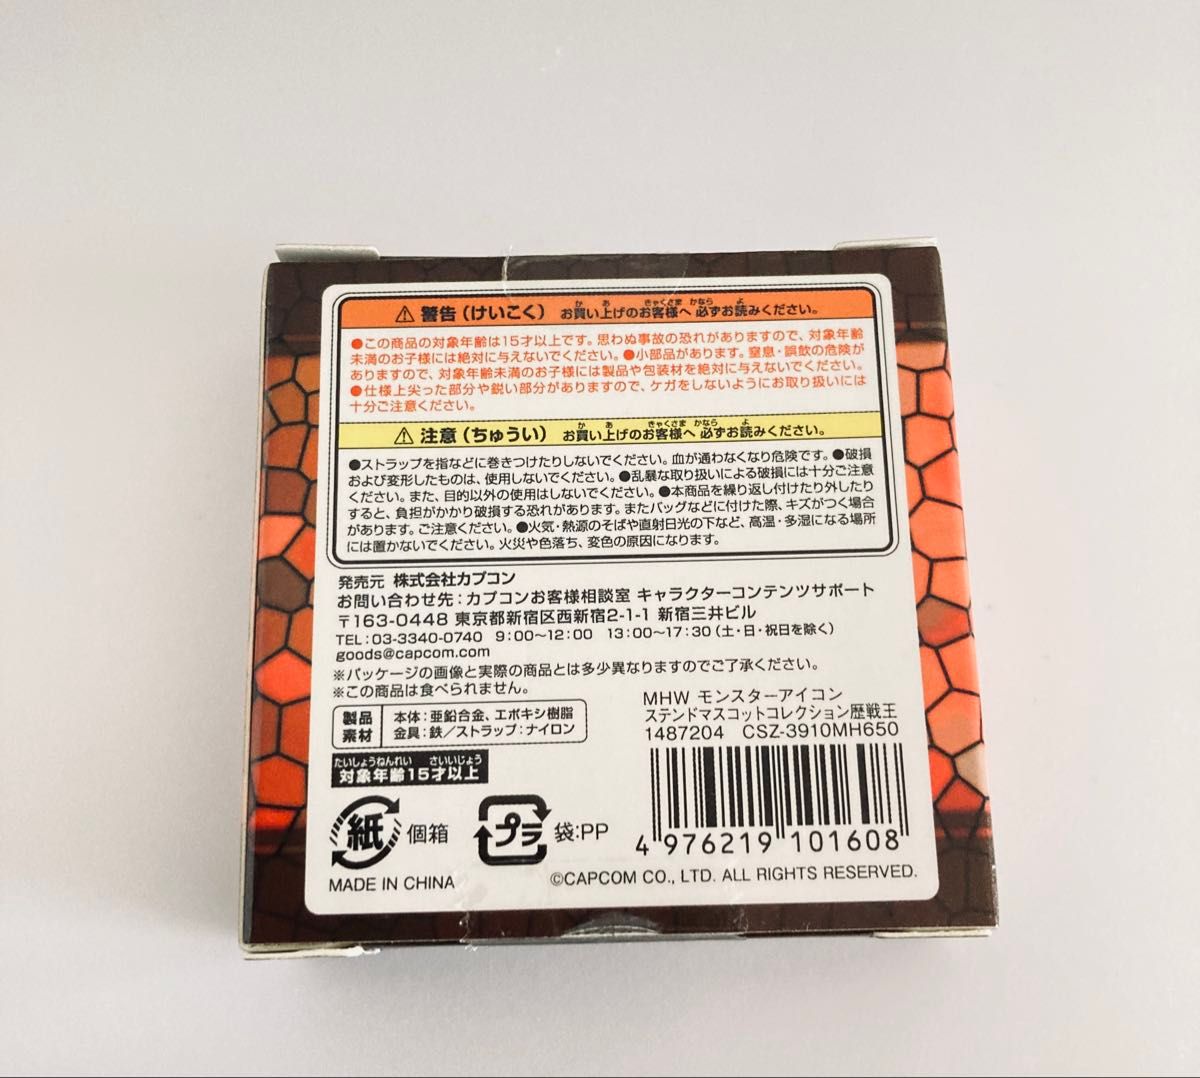 ⚠ 警告(けいこく) お買い上げのお客様へ 必ずお読みください。
か あ きゃくさま かなら よ
●この商品の対象年齢は15才以上です。思わぬ事故の恐れがありますので、対象年齢
未満のお子様には絶対に与えないでください。●小部品があります。窒息・誤飲の危険が
ありますので、対象年齢未満のお子様には製品や包装材を絶対に与えないでください。
●仕様上尖った部分や鋭い部分がありますので、ケガをしないようにお取り扱いには
十分ご注意ください。
⚠ 注意(ちゅうい) お買い上げのお客様へ 必ずお読みください。
か あ きゃくさま かなら よ
●ストラップを指などに巻きつけたりしないでください。血が通わなくなり危険です。●破損
および変形したものは、使用しないでください。●乱暴な取り扱いによる破損には十分ご注意
ください。また、目的以外の使用はしないでください。●本商品を繰り返し付けたり外したり
すると、負担がかかり破損する恐れがあります。またバッグなどに付けた際、キズがつく場合
があります。ご注意ください。●火気・熱源のそばや直射日光の下など、高温・多湿になる場所
には置かないでください。火災や色落ち、変色の原因になります。
発売元 株式会社カプコン
お問い合わせ先:カプコンお客様相談室 キャラクターコンテンツサポート
〒163-0448 東京都新宿区西新宿2-1-1 新宿三井ビル
TEL:03-3340-0740 9:00~12:00 13:00~17:30(土・日・祝日を除く)
goods@capcom.com
※パッケージの画像と実際の商品とは多少異なりますのでご了承ください。
※この商品は食べられません。
製品
素材
本体:亜鉛合金、エポキシ樹脂
金具:鉄/ストラップ:ナイロン
たいしょうねんれい さいいじょう
対象年齢15才以上
MHW モンスターアイコン
ステンドマスコットコレクション歴戦王
1487204 CSZ-3910MH650
4 976219 101608
紙 個箱
プラ 袋:PP
MADE IN CHINA
©CAPCOM CO., LTD. ALL RIGHTS RESERVED.